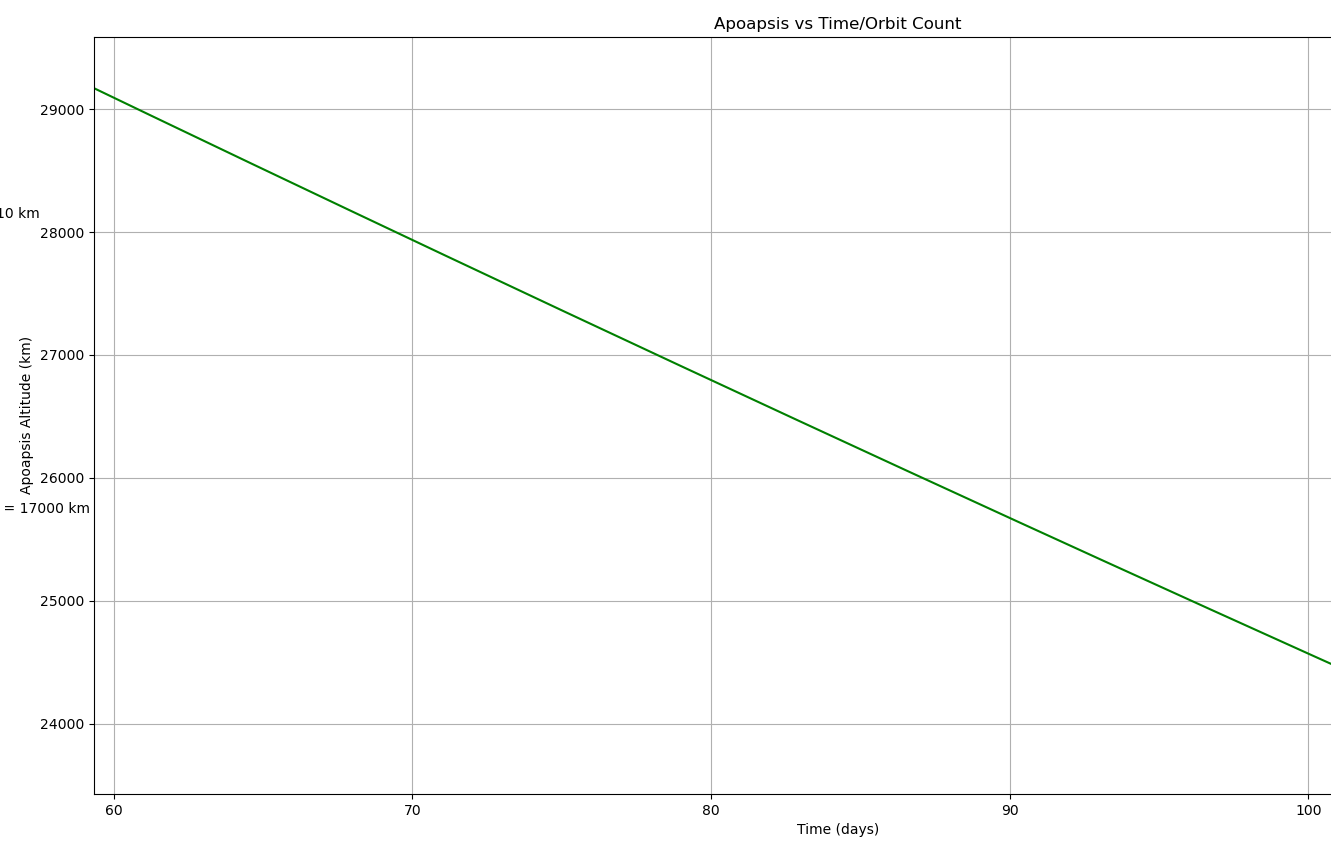 Apoapsis vs Time/Orbit Count
29000
10 km
28000
27000
Apoapsis Altitude (km)
26000
= 17000 km
25000
24000
60 70 80 90 100
Time (days)